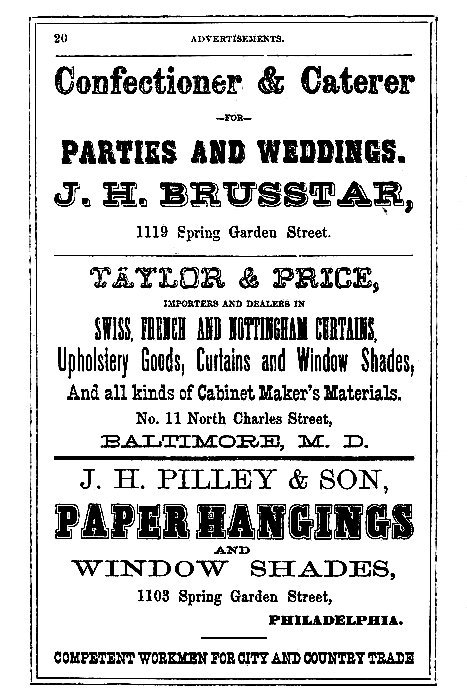 20 ADVERTISEMENTS.
Confectioner & Caterer
—FOR—
PARTIES AND WEDDINGS.
J. H. BRUSSTAR,
1119 Spring Garden Street.
TAYLOR & PRICE,
IMPORTERS AND DEALERS IN
SWISS, FRENCH AND NOTTINGHAM CURTAINS,
Upholstery Goods, Curtains and Window Shades,
And all kinds of Cabinet Maker's Materials.
No. 11 North Charles Street,
BALTIMORE, M. D.
J. H. PILLEY & SON,
PAPER HANGINGS
AND
WINDOW SHADES,
1103 Spring Garden Street,
PHILADELPHIA.
COMPETENT WORKMEN FOR CITY AND COUNTRY TRADE